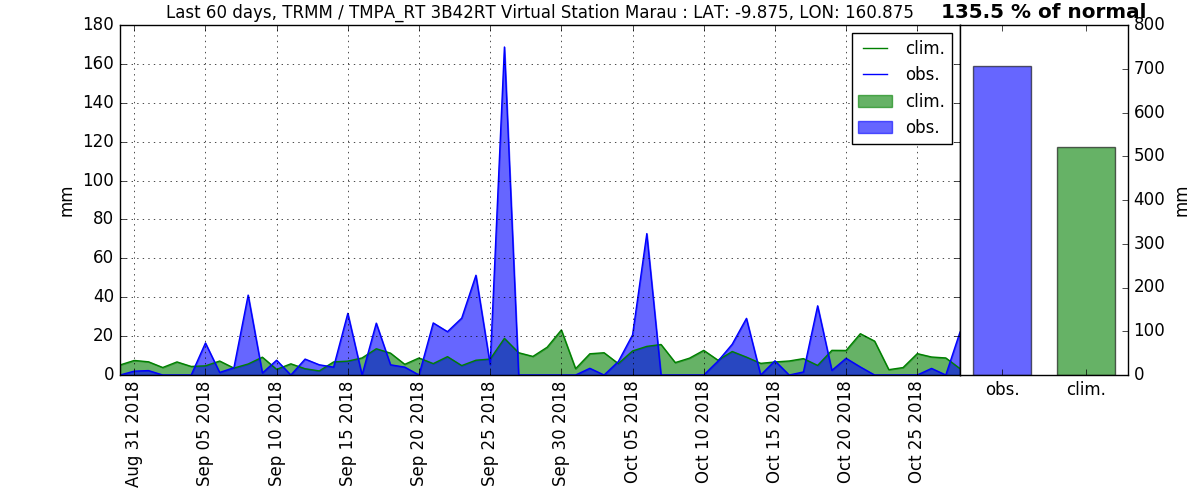 Last 60 days, TRMM / TMPA_RT 3B42RT Virtual Station Marau : LAT: -9.875, LON: 160.875
135.5 % of normal
180
160
140
120
100
80
60
40
20
0
mm
clim.
obs.
clim.
obs.
Aug 31 2018
Sep 05 2018
Sep 10 2018
Sep 15 2018
Sep 20 2018
Sep 25 2018
Sep 30 2018
Oct 05 2018
Oct 10 2018
Oct 15 2018
Oct 20 2018
Oct 25 2018
800
700
600
500
400
300
200
100
0
mm
obs.
clim.